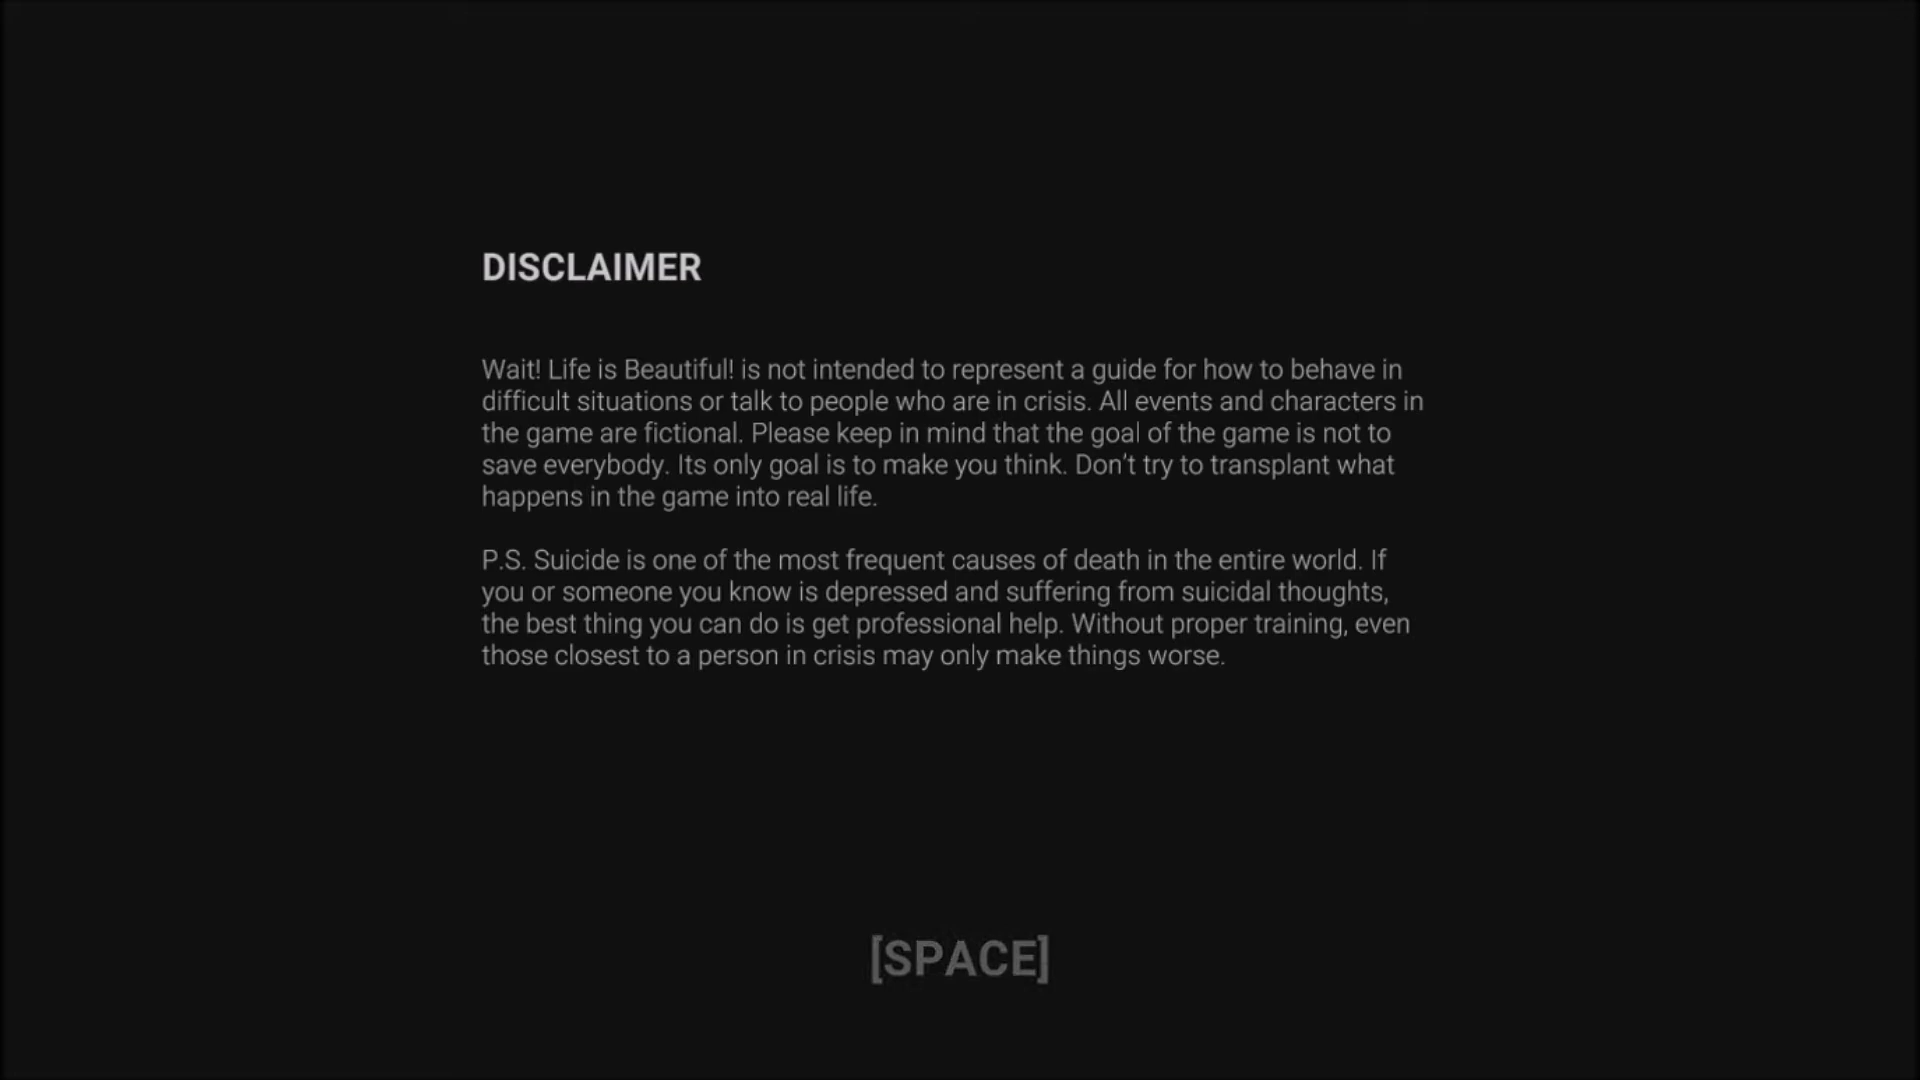 DISCLAIMER
Wait! Life is Beautiful! is not intended to represent a guide for how to behave in
difficult situations or talk to people who are in crisis. All events and characters in
the game are fictional. Please keep in mind that the goal of the game is not to
save everybody. Its only goal is to make you think. Don’t try to transplant what
happens in the game into real life.
P.S. Suicide is one of the most frequent causes of death in the entire world. If
you or someone you know is depressed and suffering from suicidal thoughts,
the best thing you can do is get professional help. Without proper training, even
those closest to a person in crisis may only make things worse.
[SPACE]